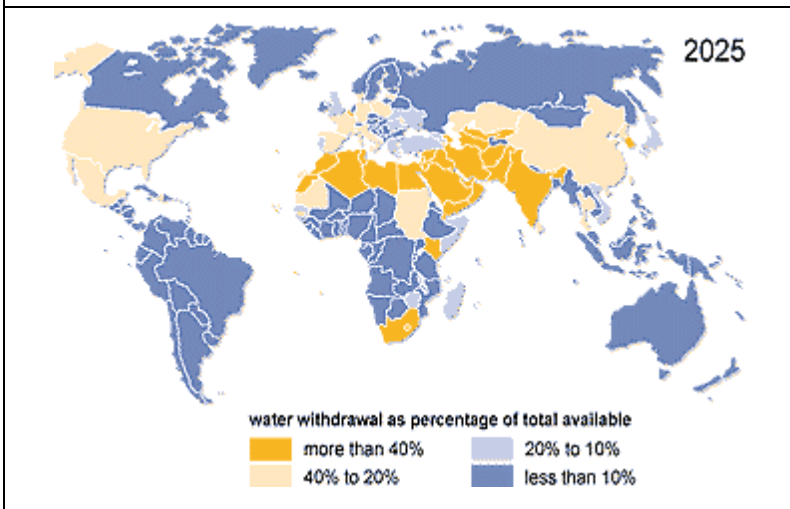 2025
water withdrawal as percentage of total available
more than 40%
20% to 10%
40% to 20%
less than 10%